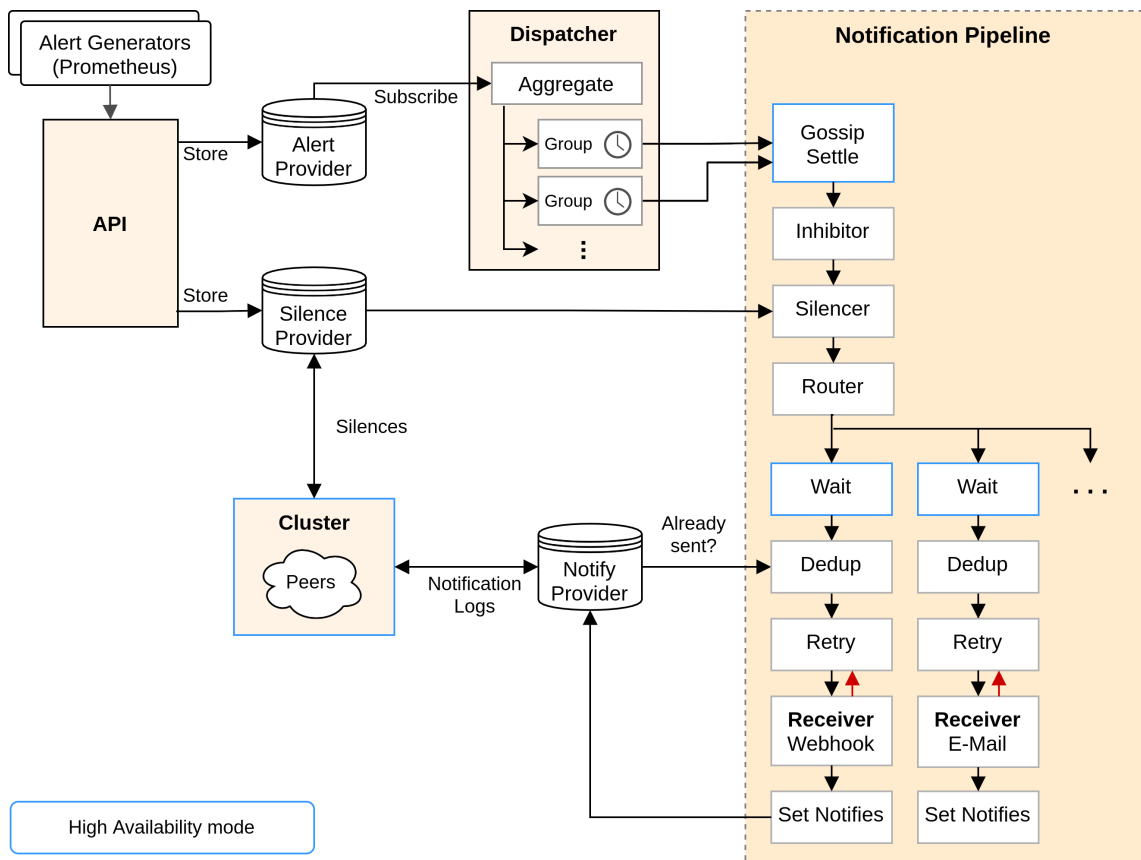 Alert Generators
(Prometheus)
API
Store
Alert
Provider
Subscribe
Dispatcher
Aggregate
Group
Group
Notification Pipeline
Gossip
Settle
Inhibitor
Silencer
Router
Store
Silence
Provider
Silences
Cluster
Peers
Notification
Logs
Notify
Provider
Already
sent?
Wait
Wait
. . .
Dedup
Dedup
Retry
Retry
Receiver
Webhook
Receiver
E-Mail
Set Notifies
Set Notifies
High Availability mode